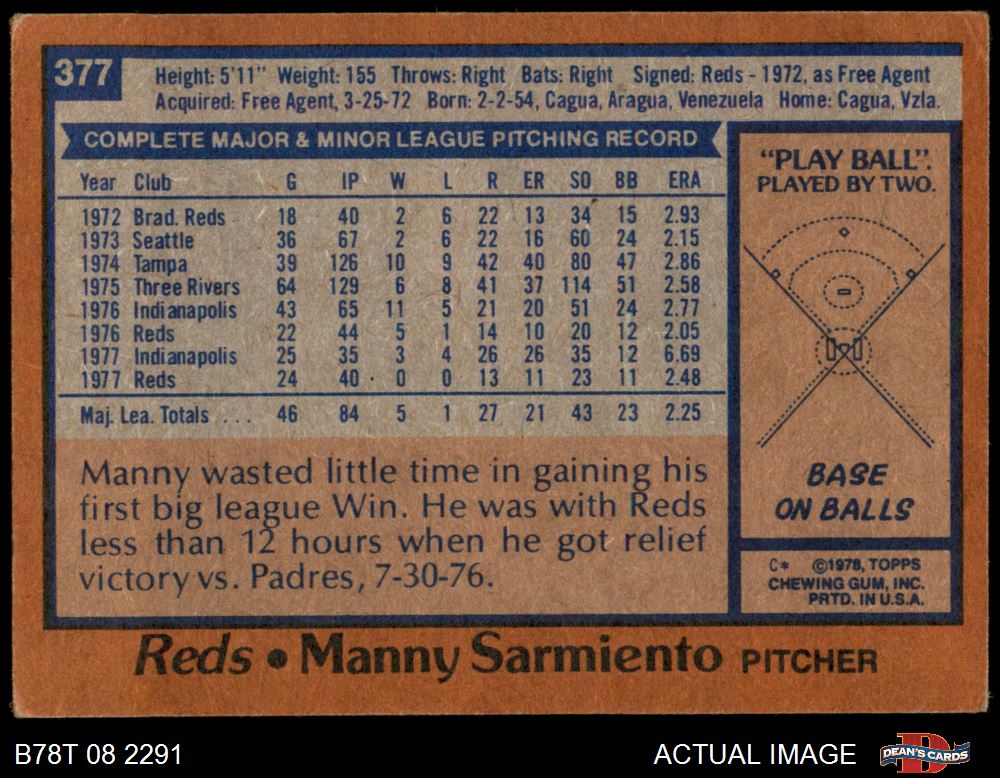 377
Height: 5'11" Weight: 155 Throws: Right Bats: Right Signed: Reds - 1972, as Free Agent
Acquired: Free Agent, 3-25-72 Born: 2-2-54, Cagua, Aragua, Venezuela Home: Cagua, Vzla.
COMPLETE MAJOR & MINOR LEAGUE PITCHING RECORD
Year Club G IP W L R ER SO BB ERA
1972 Brad. Reds 18 40 2 6 22 13 34 15 2.93
1973 Seattle 36 67 2 6 22 16 60 24 2.15
1974 Tampa 39 126 10 9 42 40 80 47 2.86
1975 Three Rivers 64 129 6 8 41 37 114 51 2.58
1976 Indianapolis 43 65 11 5 21 20 51 24 2.77
1976 Reds 22 44 5 1 14 10 20 12 2.05
1977 Indianapolis 25 35 3 4 26 26 35 12 6.69
1977 Reds 24 40 0 0 13 11 23 11 2.48
Maj. Lea. Totals .... 46 84 5 1 27 21 43 23 2.25
Manny wasted little time in gaining his
first big league Win. He was with Reds
less than 12 hours when he got relief
victory vs. Padres, 7-30-76.
"PLAY BALL".
PLAYED BY TWO.
BASE
ON BALLS
C* ©1978, TOPPS
CHEWING GUM, INC.
PRTD. IN U.S.A.
Reds • Manny Sarmiento PITCHER
B78T 08 2291
ACTUAL IMAGE
D
DEAN'S CARDS